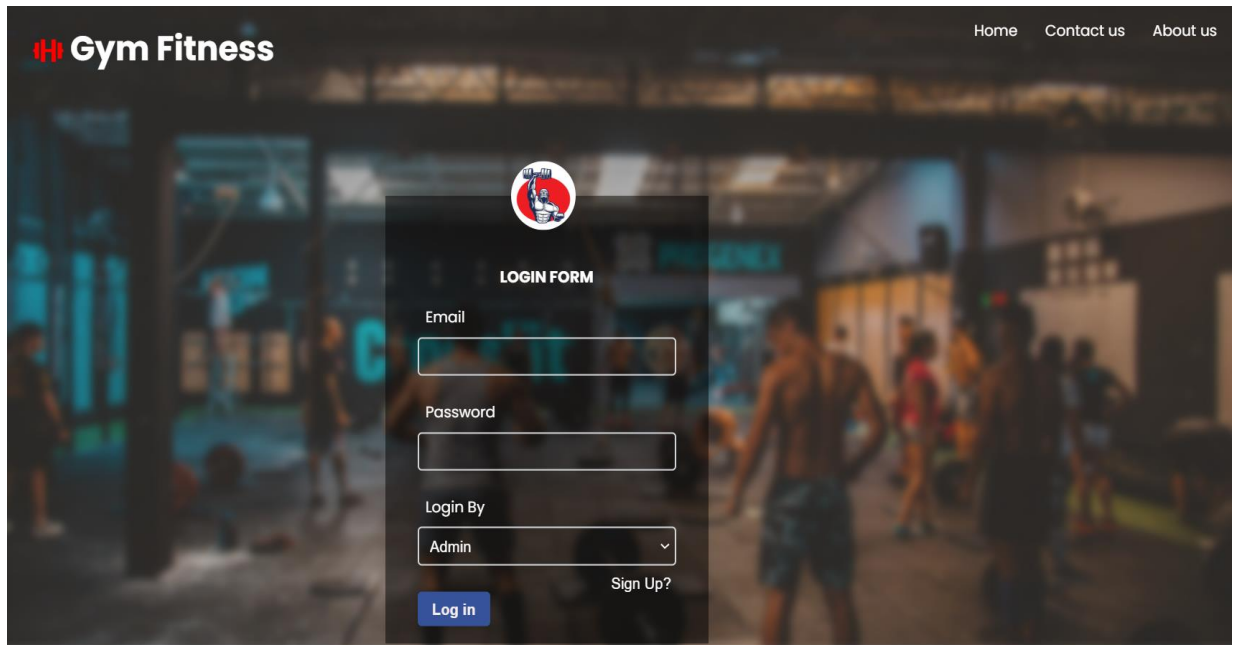 Gym Fitness
Home Contact us About us
LOGIN FORM
Email
Password
Login By
Admin
Sign Up?
Log in